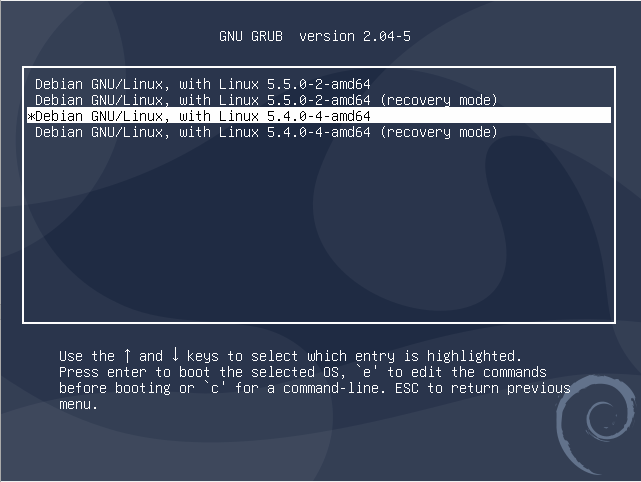 GNU GRUB version 2.04-5
Debian GNU/Linux, with Linux 5.5.0-2-amd64
Debian GNU/Linux, with Linux 5.5.0-2-amd64 (recovery mode)
*Debian GNU/Linux, with Linux 5.4.0-4-amd64
Debian GNU/Linux, with Linux 5.4.0-4-amd64 (recovery mode)
Use the ↑ and ↓ keys to select which entry is highlighted.
Press enter to boot the selected OS, `e' to edit the commands
before booting or `c' for a command-line. ESC to return previous
menu.